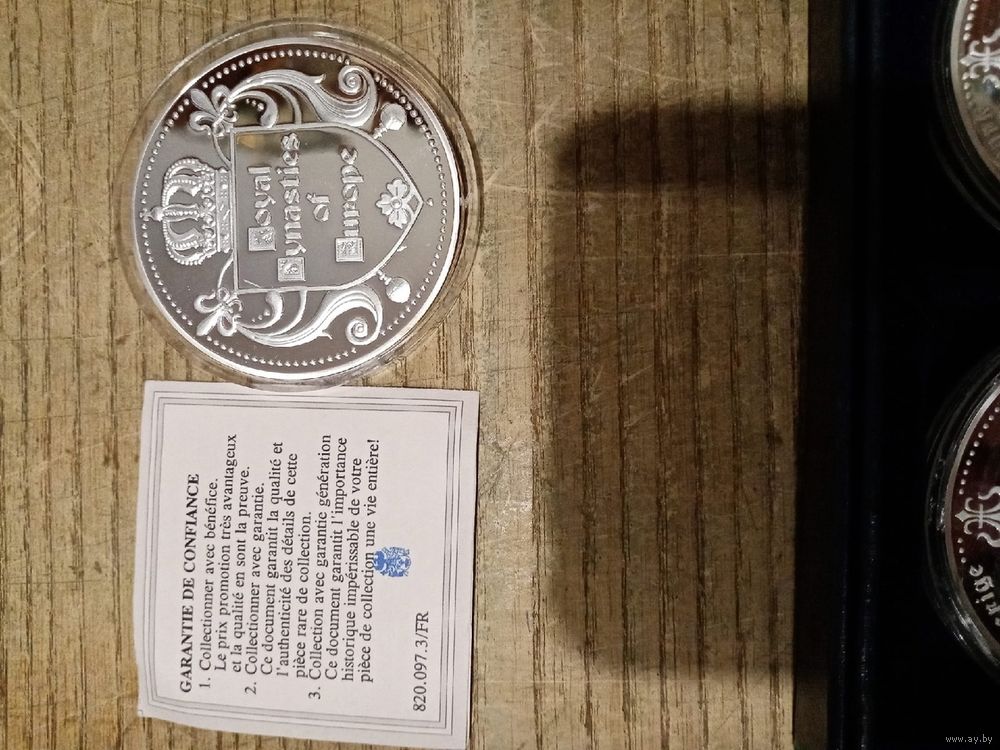 Royal
Dynasties
of
Europe
GARANTIE DE CONFIANCE
1. Collectionner avec bénéfice.
Le prix promotion très avantageux
et la qualité en sont la preuve.
2. Collectionner avec garantie.
Ce document garantit la qualité et
l'authenticité des détails de cette
pièce rare de collection.
3. Collection avec garantie génération
Ce document garantit l'importance
historique impérissable de votre
pièce de collection une vie entière!
820.097.3/FR
www.ay.by